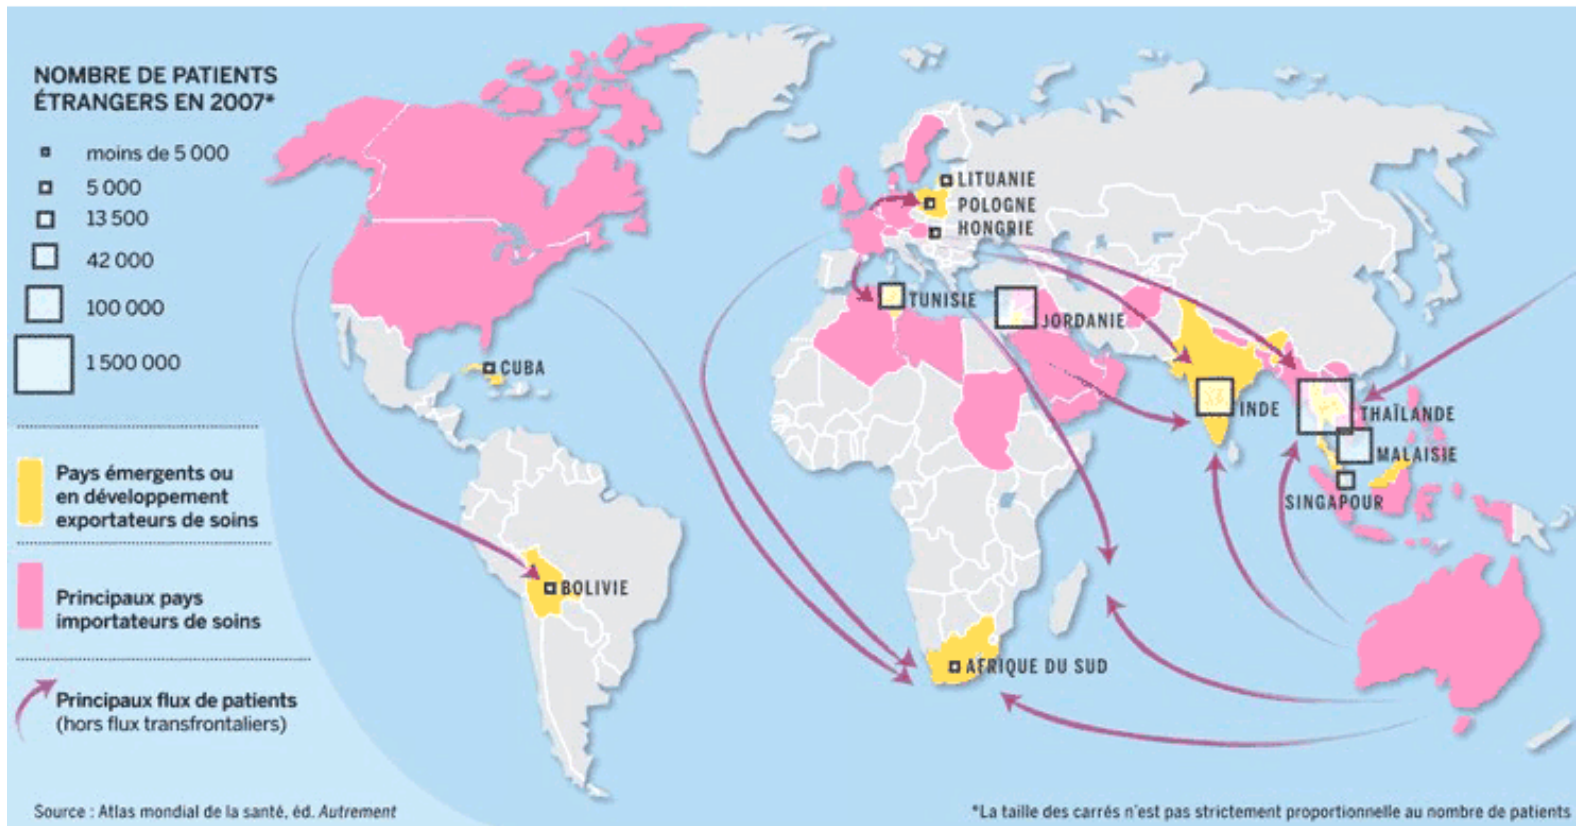 NOMBRE DE PATIENTS
ÉTRANGERS EN 2007*
moins de 5 000
5 000
13 500
42 000
100 000
1 500 000
Pays émergents ou
en développement
exportateurs de soins
Principaux pays
importateurs de soins
Principaux flux de patients
(hors flux transfrontaliers)
LITUANIE
POLOGNE
HONGRIE
TUNISIE
JORDANIE
CUBA
INDE
THAÏLANDE
MALAISIE
SINGAPOUR
BOLIVIE
AFRIQUE DU SUD
Source : Atlas mondial de la santé, éd. Autrement
*La taille des carrés n'est pas strictement proportionnelle au nombre de patients